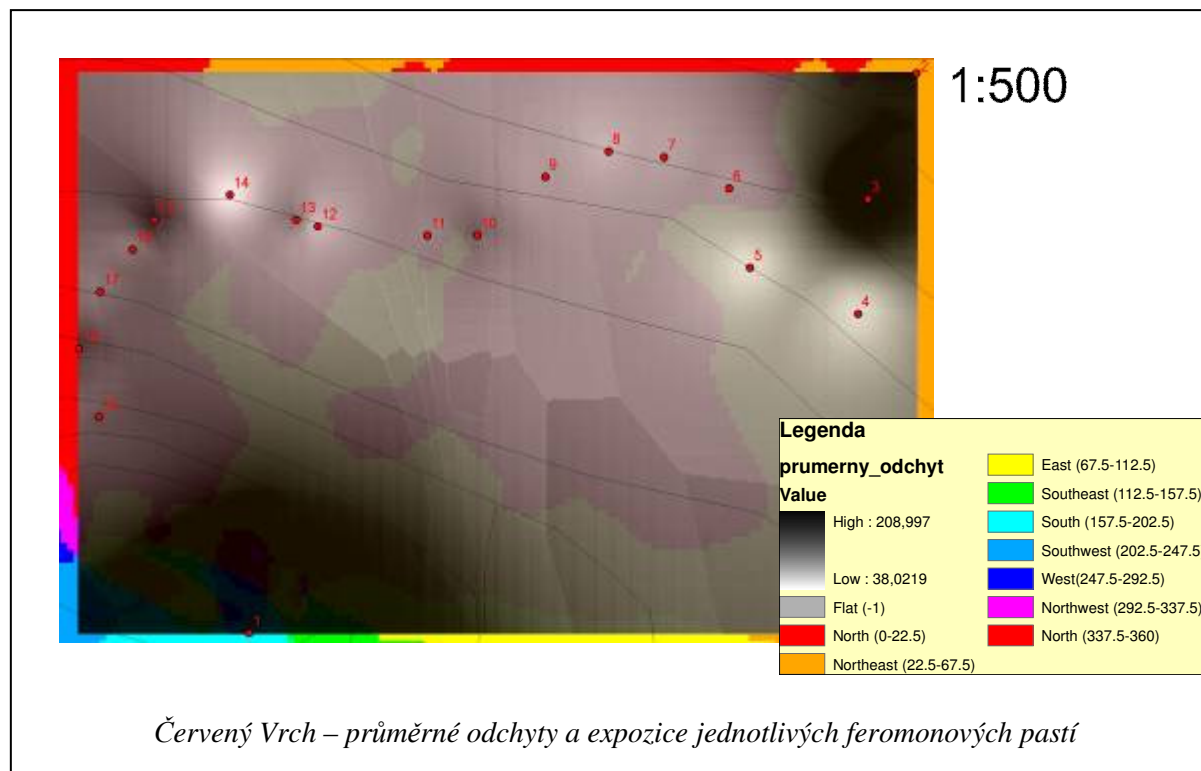 1:500
2
8
7
9
6
3
14
13
12
11
10
5
4
17
1
Legenda
prumerny_odchyt
Value
High : 208,997
Low : 38,0219
Flat (-1)
North (0-22.5)
Northeast (22.5-67.5)
East (67.5-112.5)
Southeast (112.5-157.5)
South (157.5-202.5)
Southwest (202.5-247.5
West(247.5-292.5)
Northwest (292.5-337.5)
North (337.5-360)
Červený Vrch – průměrné odchyty a expozice jednotlivých feromonových pastí